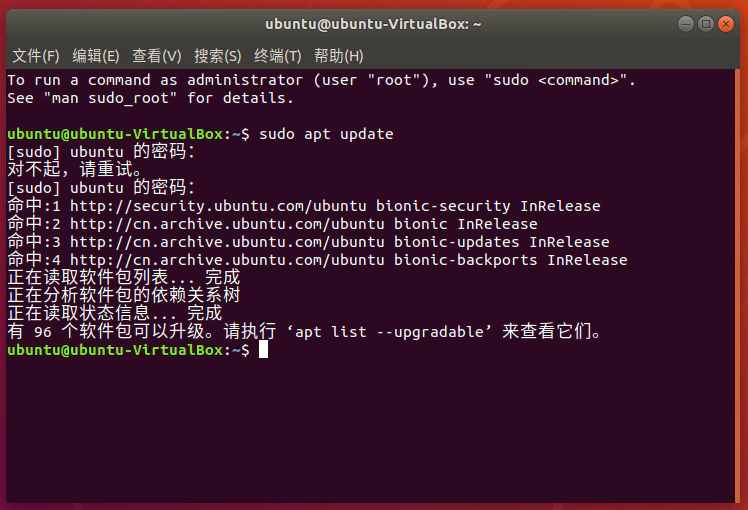 ubuntu@ubuntu-VirtualBox: ~
文件(F) 编辑(E) 查看(V) 搜索(S) 终端(T) 帮助(H)
To run a command as administrator (user "root"), use "sudo <command>".
See "man sudo_root" for details.
ubuntu@ubuntu-VirtualBox:~$ sudo apt update
[sudo] ubuntu 的密码：
对不起，请重试。
[sudo] ubuntu 的密码：
命中:1 http://security.ubuntu.com/ubuntu bionic-security InRelease
命中:2 http://cn.archive.ubuntu.com/ubuntu bionic InRelease
命中:3 http://cn.archive.ubuntu.com/ubuntu bionic-updates InRelease
命中:4 http://cn.archive.ubuntu.com/ubuntu bionic-backports InRelease
正在读取软件包列表... 完成
正在分析软件包的依赖关系树
正在读取状态信息... 完成
有 96 个软件包可以升级。请执行 ‘apt list --upgradable’ 来查看它们。
ubuntu@ubuntu-VirtualBox:~$